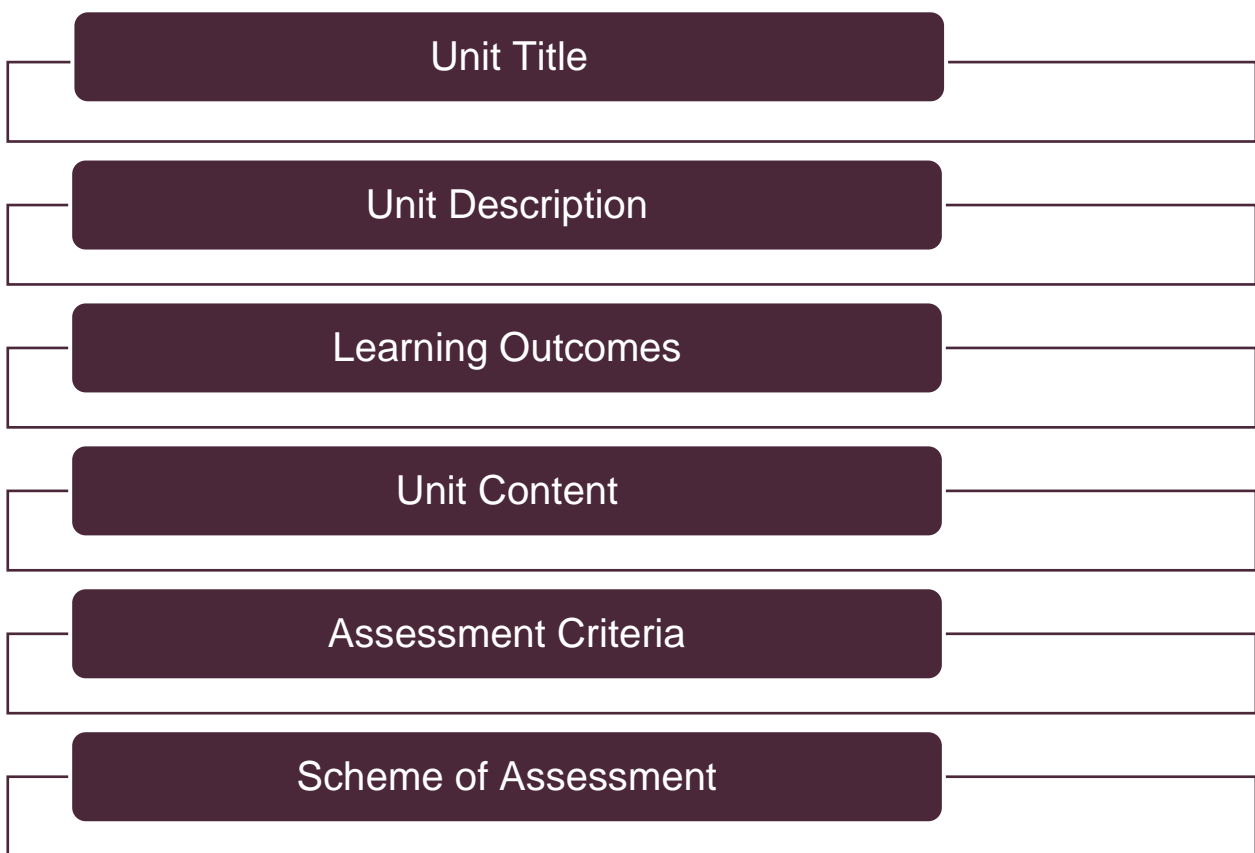 Unit Title
Unit Description
Learning Outcomes
Unit Content
Assessment Criteria
Scheme of Assessment